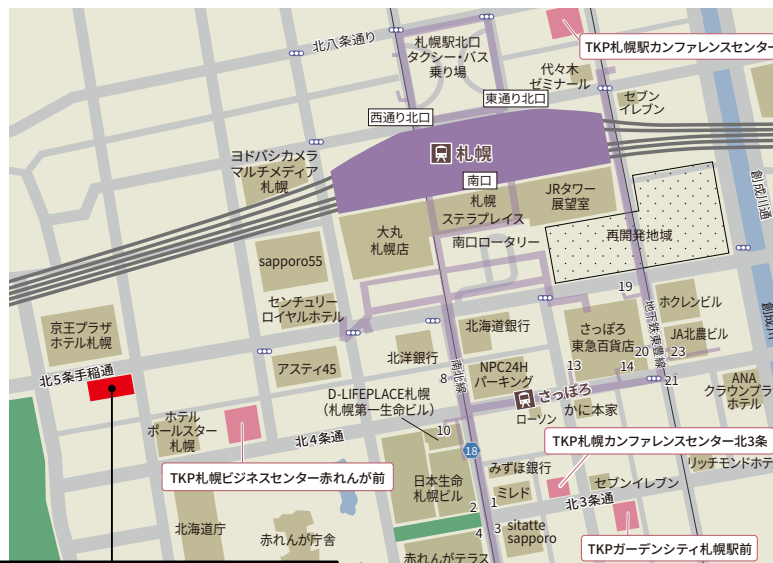 北八条通り
札幌駅北口
タクシー・バス
乗り場
TKP札幌駅カンファレンスセンター
代々木
ゼミナール
セブン
イレブン
西通り北口
東通り北口
札幌
南口
ヨドバシカメラ
マルチメディア
札幌
札幌
ステラプレイス
JRタワー
展望室
大丸
札幌店
南口ロータリー
再開発地域
創成川通
sapporo55
センチュリー
ロイヤルホテル
19
ホクレンビル
京王プラザ
ホテル札幌
北海道銀行
さっぽろ
東急百貨店
地下鉄東豊線
JA北農ビル
創成
北洋銀行
20
23
北5条手稲通
アスティ45
南北線
8
NPC24H
パーキング
13
14
21
D-LIFEPLACE札幌
(札幌第一生命ビル)
さっぽろ
ローソン
かに本家
ANA
クラウンプラ
ホテル
ホテル
ポールスター
札幌
北4条通
10
18
TKP札幌カンファレンスセンター北3条
TKP札幌ビジネスセンター赤れんが前
日本生命
札幌ビル
みずほ銀行
リッチモンドホテ
ミレド
1
2
セブンイレブン
北3条通
北海道庁
赤れんが庁舎
4
3
sitatte
sapporo
赤れんがテラス
TKPガーデンシティ札幌駅前